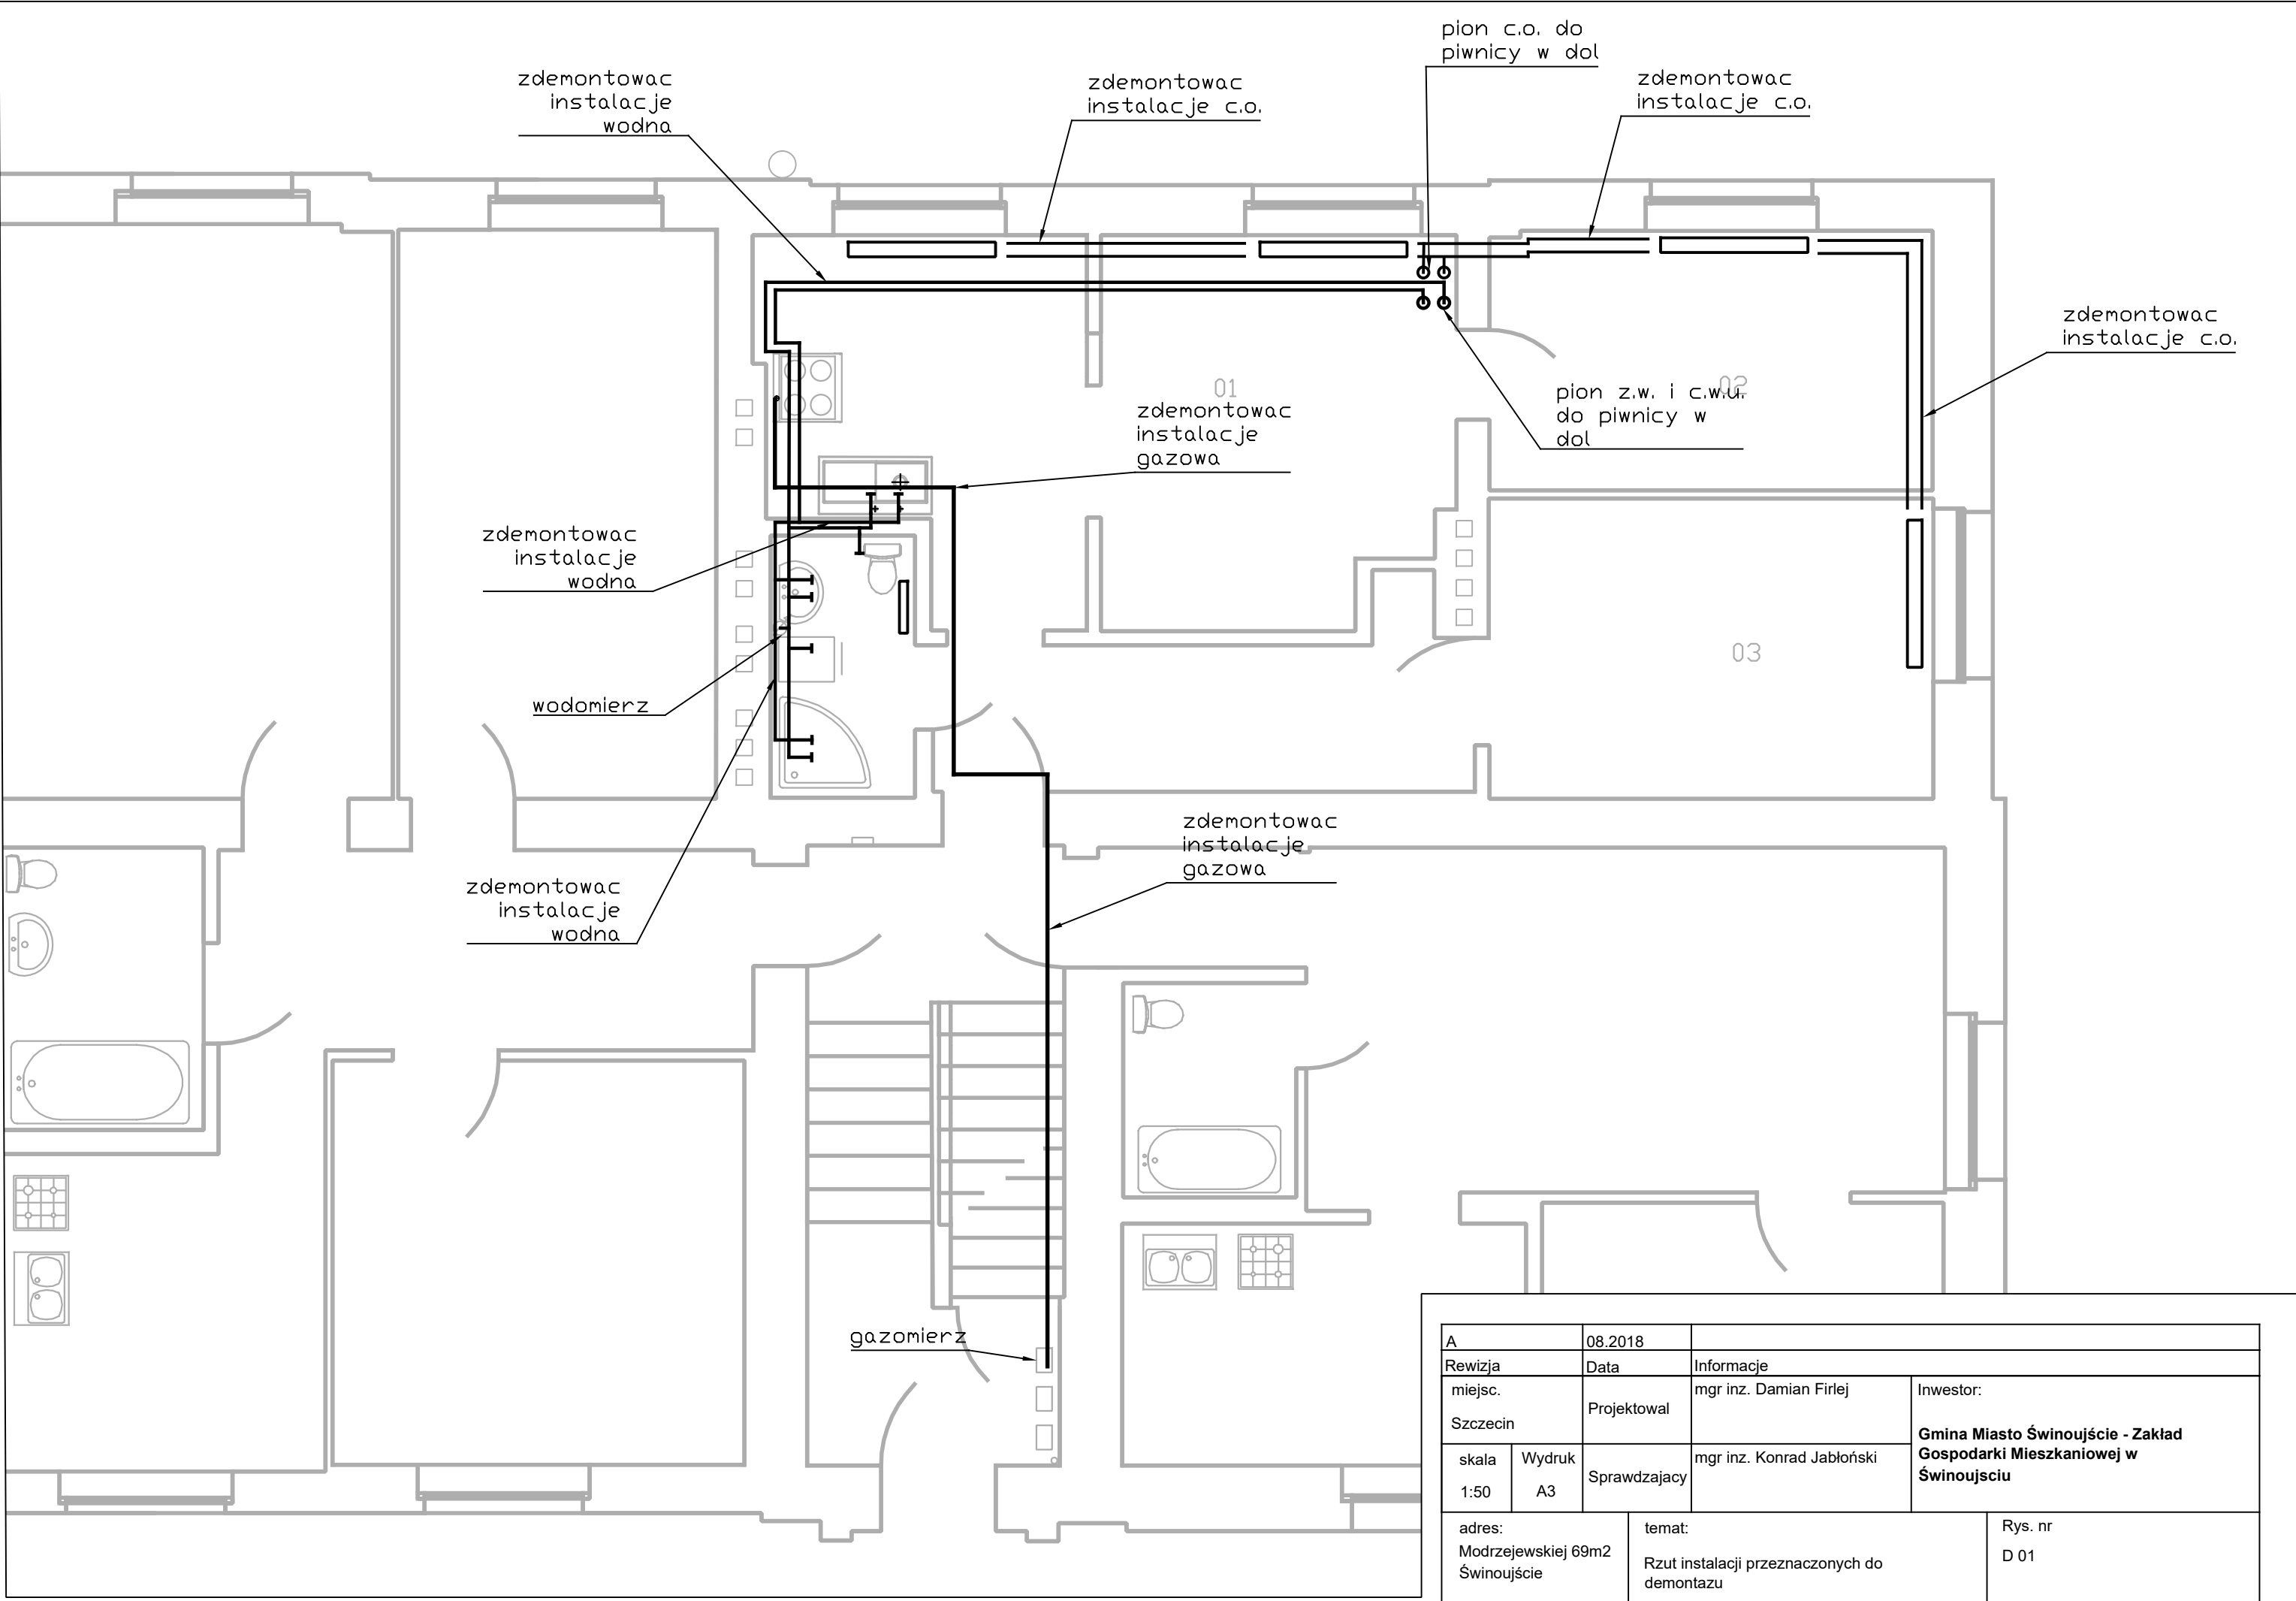 pion c.o. do
piwnicy w dol
zdemontowac
instalacje
wodna
zdemontowac
instalacje c.o.
zdemontowac
instalacje c.o.
zdemontowac
instalacje c.o.
01
02
zdemontowac
instalacje
gazowa
pion z.w. i c.w.u.
do piwnicy w
dol
zdemontowac
instalacje
wodna
03
wodomierz
zdemontowac
instalacje
gazowa
zdemontowac
instalacje
wodna
gazomierz
A 08.2018
Rewizja Data Informacje
miejsc.
Szczecin
Projektowal
mgr inz. Damian Firlej
Inwestor:
Gmina Miasto Świnoujście - Zakład
Gospodarki Mieszkaniowej w
Świnoujsciu
skala
1:50
Wydruk
A3
Sprawdzajacy
mgr inz. Konrad Jabłoński
adres:
Modrzejewskiej 69m2
Świnoujście
temat:
Rzut instalacji przeznaczonych do
demontazu
Rys. nr
D 01